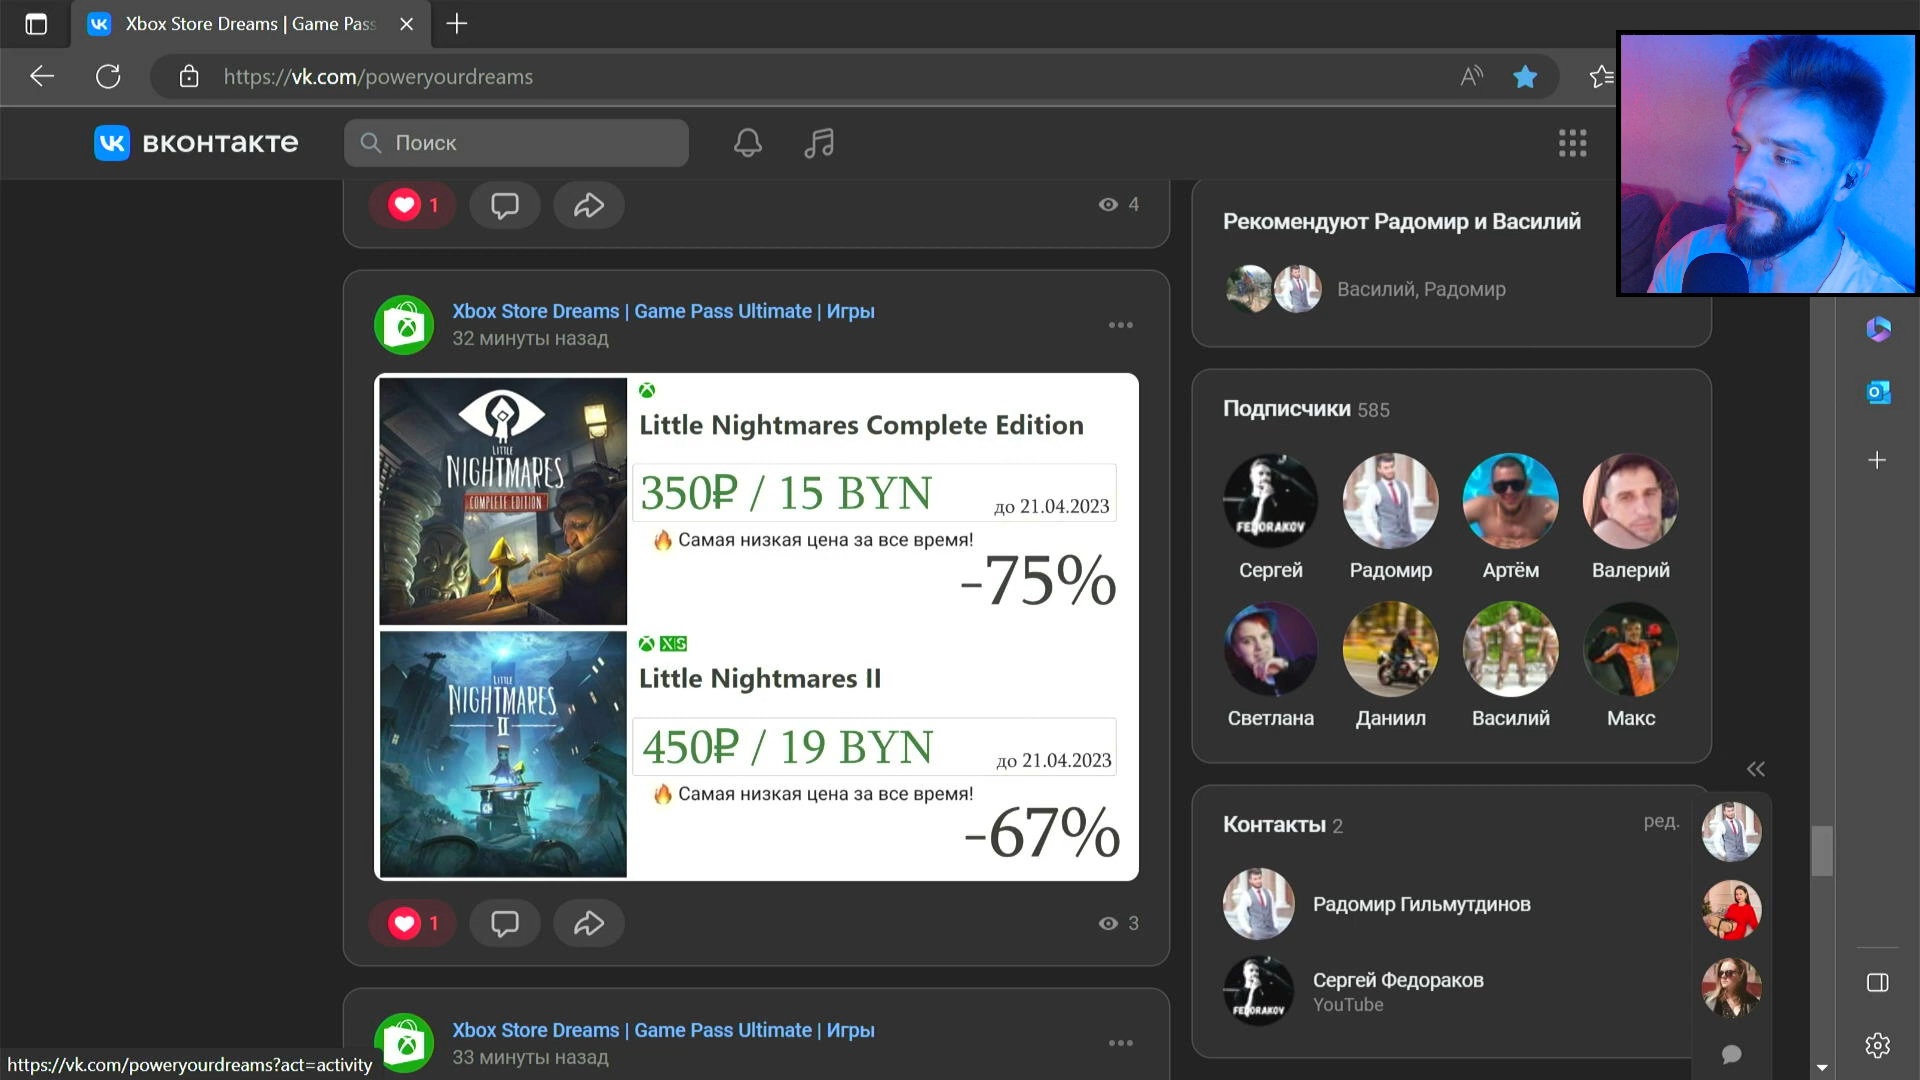 Xbox Store Dreams | Game Pass
https://vk.com/poweryourdreams
вконтакте
Поиск
1
4
Рекомендуют Радомир и Василий
Василий, Радомир
Xbox Store Dreams | Game Pass Ultimate | Игры
32 минуты назад
LITTLE NIGHTMARES
COMPLETE EDITION
Little Nightmares Complete Edition
350₽ / 15 BYN
до 21.04.2023
Самая низкая цена за все время!
-75%
LITTLE NIGHTMARES
II
XS
Little Nightmares II
450₽ / 19 BYN
до 21.04.2023
Самая низкая цена за все время!
-67%
1
3
Подписчики 585
FEDORAKOV
Сергей
Радомир
Артём
Валерий
Светлана
Даниил
Василий
Макс
Контакты 2
ред.
Радомир Гильмутдинов
FEDORAKOV
Сергей Федораков
YouTube
Xbox Store Dreams | Game Pass Ultimate | Игры
33 минуты назад
https://vk.com/poweryourdreams?act=activity